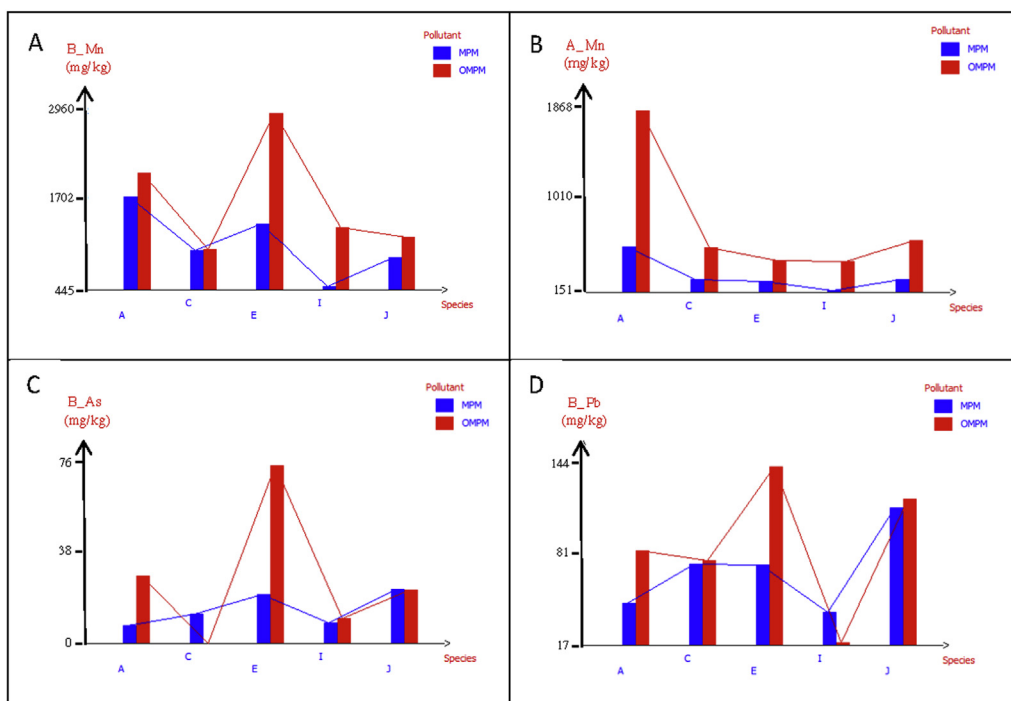 A
B_Mn
(mg/kg)
Pollutant
MPM
OMPM
2960
1702
445
A
C
E
I
J
Species
B
A_Mn
(mg/kg)
Pollutant
MPM
OMPM
1868
1010
151
A
C
E
I
J
Species
C
B_As
(mg/kg)
Pollutant
MPM
OMPM
76
38
0
A
C
E
I
J
Species
D
B_Pb
(mg/kg)
Pollutant
MPM
OMPM
144
81
17
A
C
E
I
J
Species